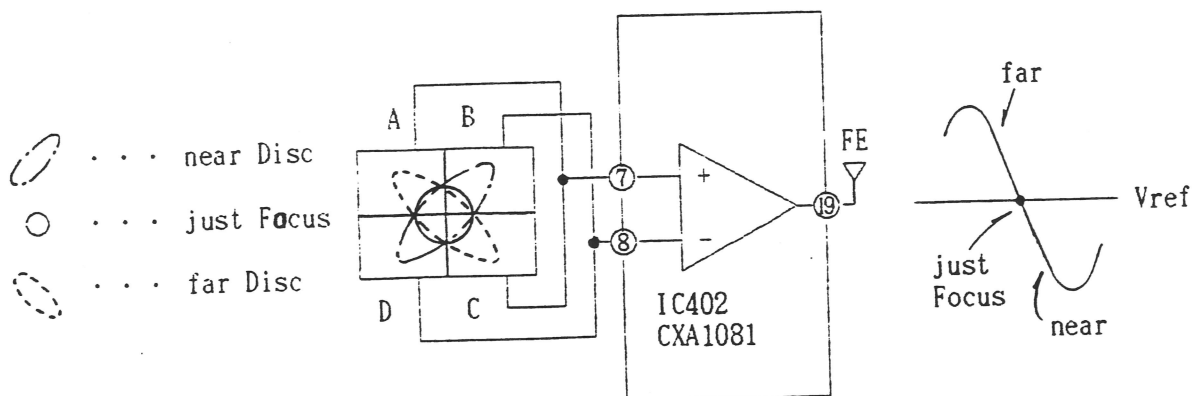 · · · near Disc
· · · just Focus
· · · far Disc
A
B
D
C
7
8
+
−
19
IC402
CXA1081
FE
far
Vref
just
Focus
near